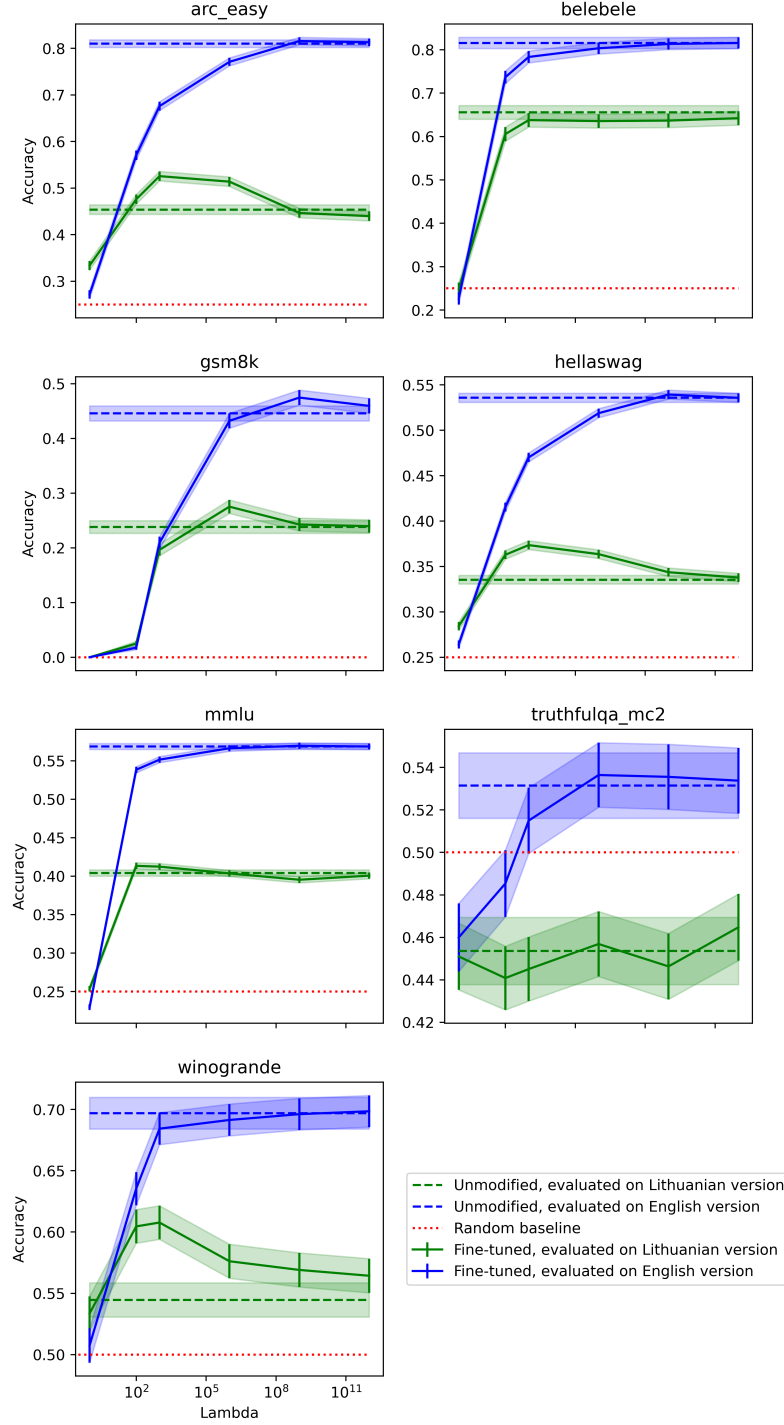 arc_easy
belebele
Accuracy
0.8
0.7
0.6
0.5
0.4
0.3
0.8
0.7
0.6
0.5
0.4
0.3
0.2
gsm8k
hellaswag
Accuracy
0.5
0.4
0.3
0.2
0.1
0.0
0.55
0.50
0.45
0.40
0.35
0.30
0.25
mmlu
truthfulqa_mc2
Accuracy
0.55
0.50
0.45
0.40
0.35
0.30
0.25
0.54
0.52
0.50
0.48
0.46
0.44
0.42
winogrande
Accuracy
0.70
0.65
0.60
0.55
0.50
10² 10⁵ 10⁸ 10¹¹
Lambda
Unmodified, evaluated on Lithuanian version
Unmodified, evaluated on English version
Random baseline
Fine-tuned, evaluated on Lithuanian version
Fine-tuned, evaluated on English version